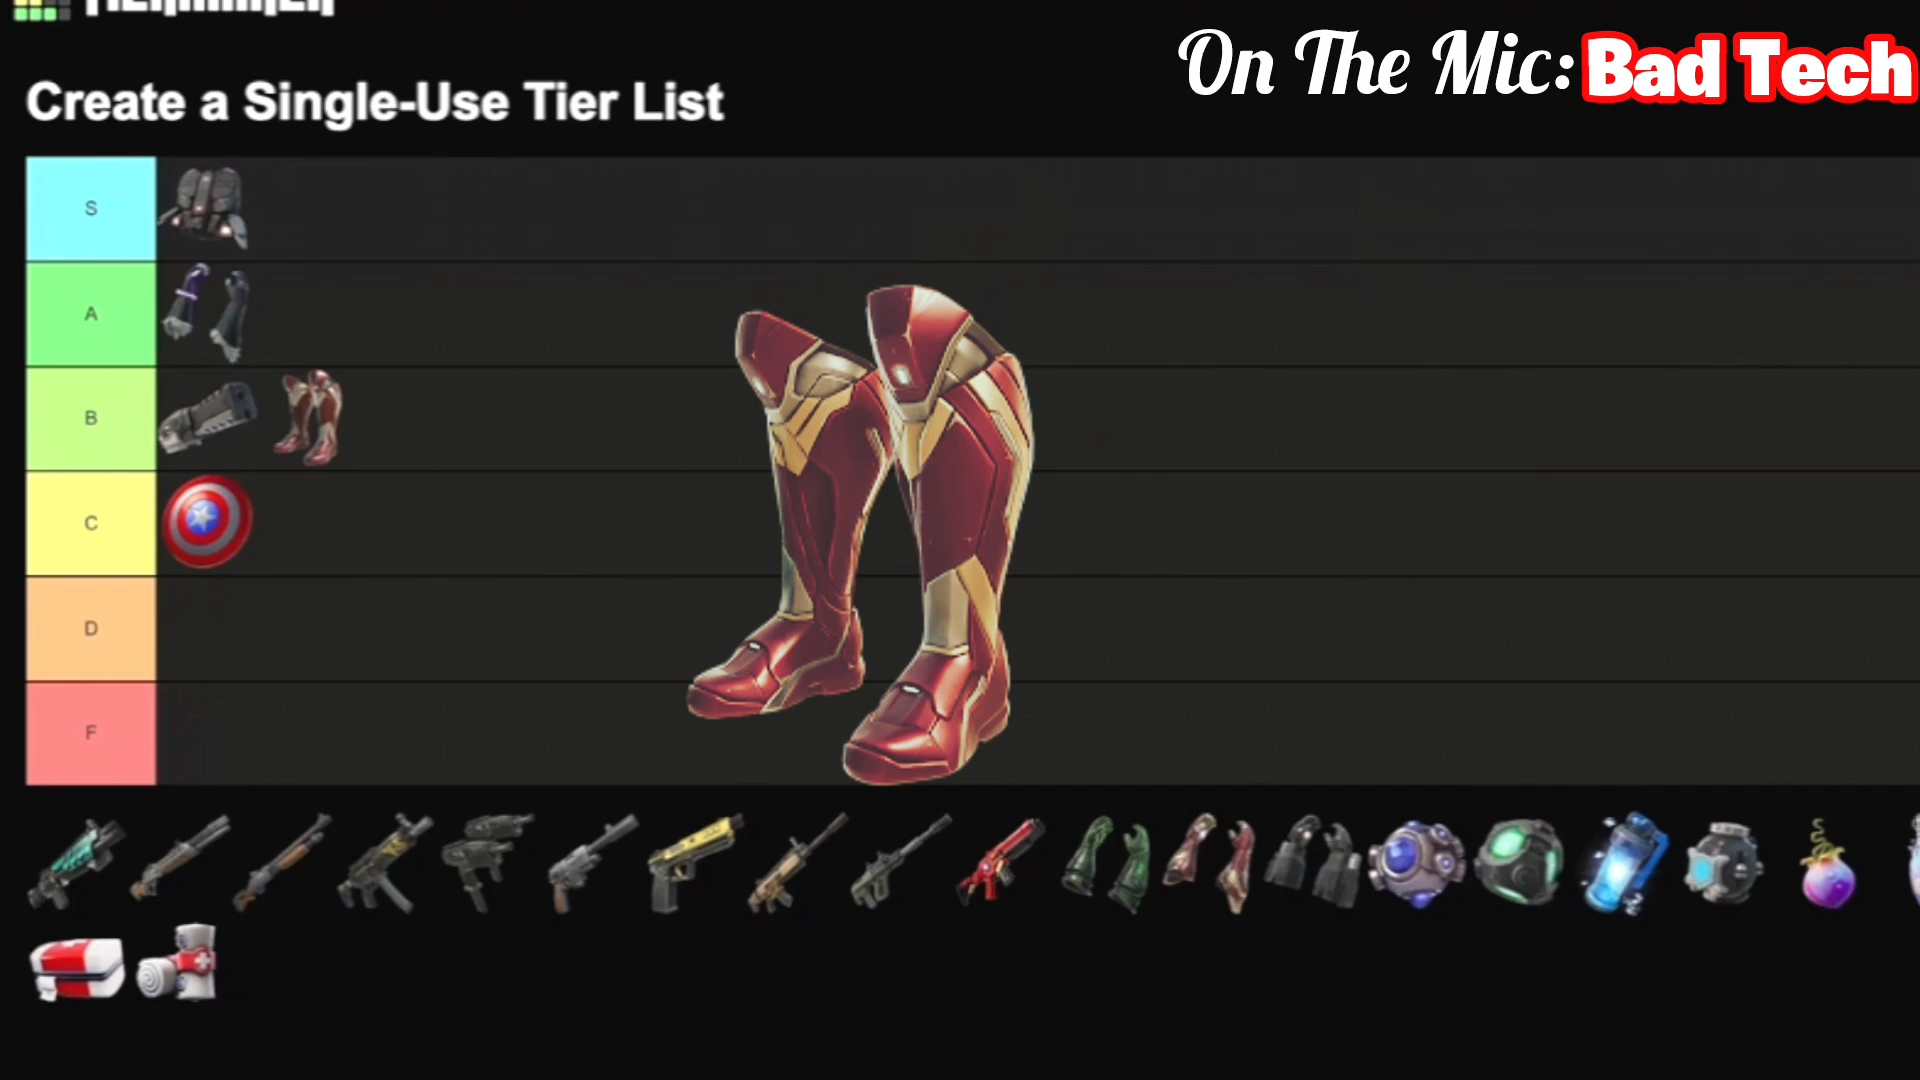 On The Mic: Bad Tech
Create a Single-Use Tier List
S
A
B
C
D
F